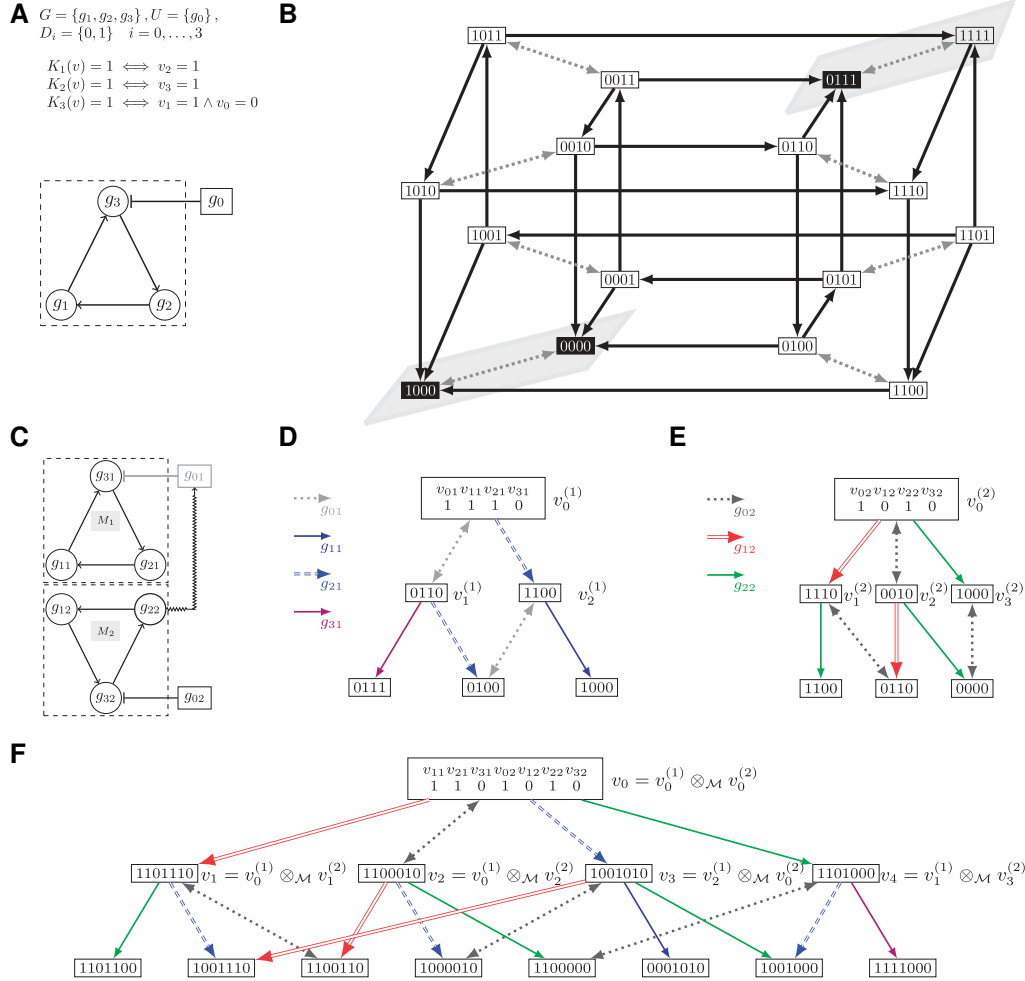 A
G = {g₁, g₂, g₃}, U = {g₀},
Dᵢ = {0, 1} i = 0, . . . , 3
K₁(v) = 1 ⟺ v₂ = 1
K₂(v) = 1 ⟺ v₃ = 1
K₃(v) = 1 ⟺ v₁ = 1 ∧ v₀ = 0
g₃
g₀
g₁
g₂
B
1011
1111
0011
0111
0010
0110
1010
1110
1001
1101
0001
0101
0000
0100
1000
1100
C
g₃₁
g₀₁
M₁
g₁₁
g₂₁
g₁₂
g₂₂
M₂
g₃₂
g₀₂
D
g₀₁
g₁₁
g₂₁
g₃₁
v₀₁ v₁₁ v₂₁ v₃₁
1 1 1 0
v₀⁽¹⁾
0110 v₁⁽¹⁾
1100 v₂⁽¹⁾
0111
0100
1000
E
g₀₂
g₁₂
g₂₂
v₀₂ v₁₂ v₂₂ v₃₂
1 0 1 0
v₀⁽²⁾
1110 v₁⁽²⁾
0010 v₂⁽²⁾
1000 v₃⁽²⁾
1100
0110
0000
F
v₁₁ v₂₁ v₃₁ v₀₂ v₁₂ v₂₂ v₃₂
1 1 0 1 0 1 0
v₀ = v₀⁽¹⁾ ⊗_ℳ v₀⁽²⁾
1101110 v₁ = v₀⁽¹⁾ ⊗_ℳ v₁⁽²⁾
1100010 v₂ = v₀⁽¹⁾ ⊗_ℳ v₂⁽²⁾
1001010 v₃ = v₂⁽¹⁾ ⊗_ℳ v₀⁽²⁾
1101000 v₄ = v₁⁽¹⁾ ⊗_ℳ v₃⁽²⁾
1101100
1001110
1100110
1000010
1100000
0001010
1001000
1111000